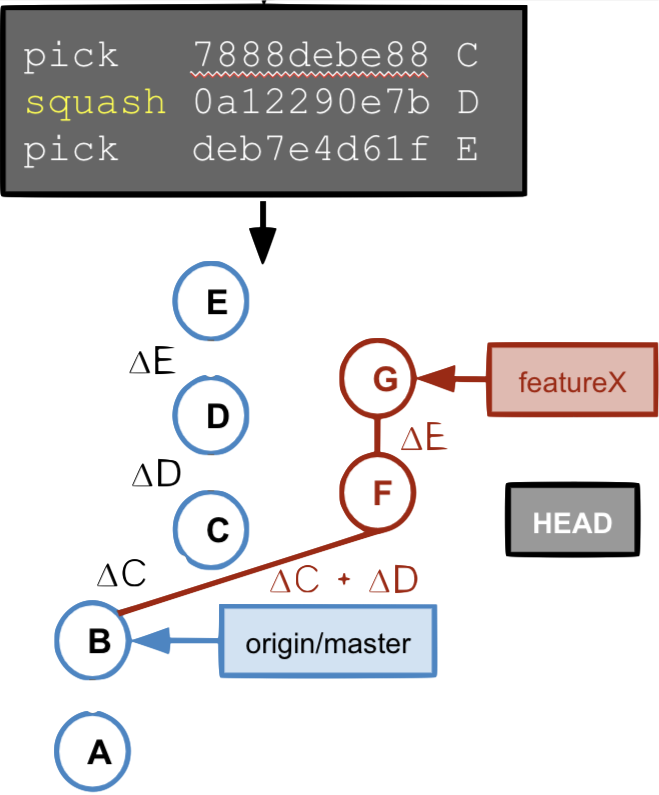 pick 7888debe88 C
squash 0a12290e7b D
pick deb7e4d61f E
E
ΔE
G
featureX
D
ΔE
ΔD
F
C
HEAD
ΔC
ΔC + ΔD
B
origin/master
A